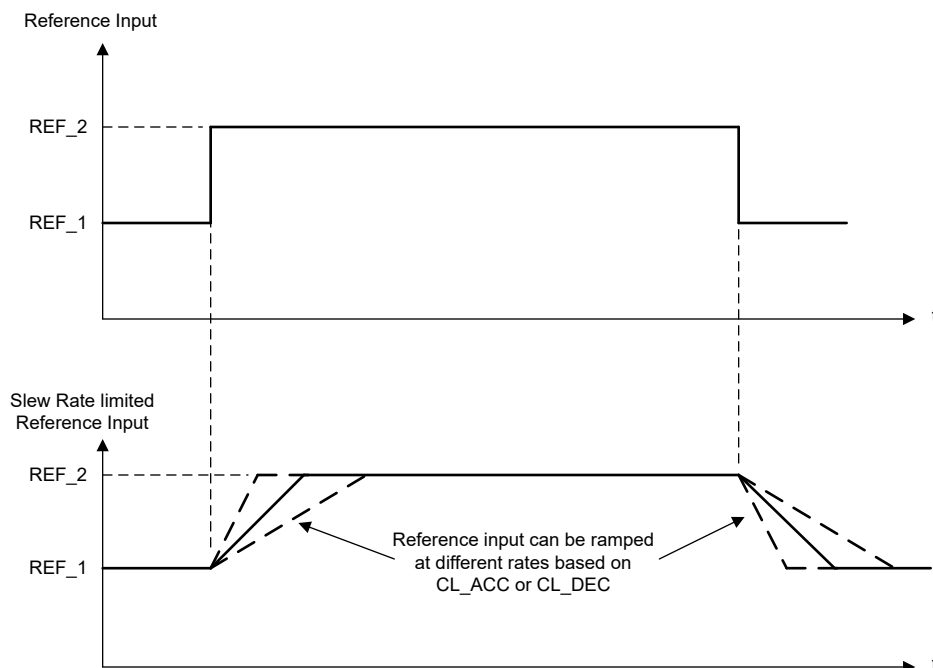 Reference Input
REF_2
REF_1
t
Slew Rate limited
Reference Input
REF_2
REF_1
Reference input can be ramped
at different rates based on
CL_ACC or CL_DEC
t